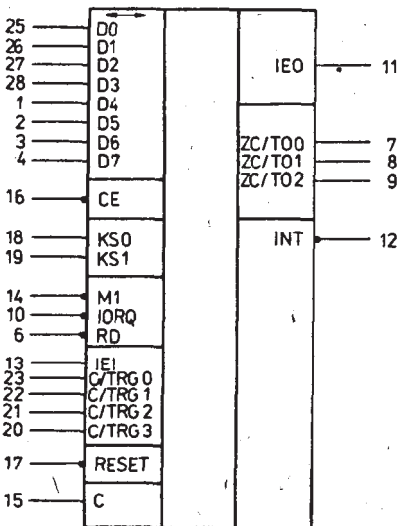 25 D0
26 D1
27 D2
28 D3
1 D4
2 D5
3 D6
4 D7
16 CE
18 KS0
19 KS1
14 M1
10 IORQ
6 RD
13 IEI
23 C/TRG 0
22 C/TRG 1
21 C/TRG 2
20 C/TRG 3
17 RESET
15 C
IEO 11
ZC/TO0 7
ZC/TO1 8
ZC/TO2 9
INT 12